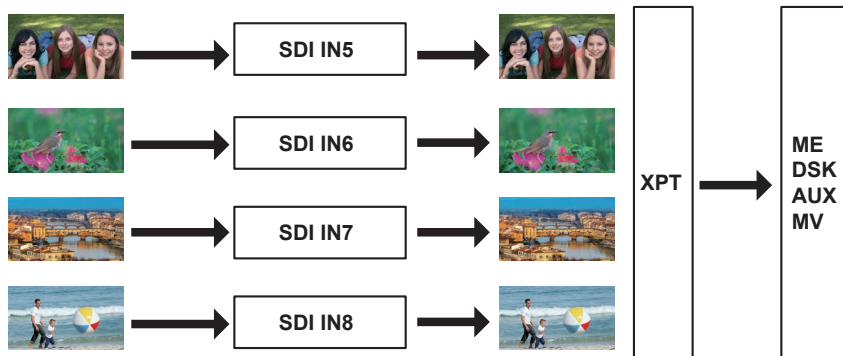 SDI IN5
SDI IN6
SDI IN7
SDI IN8
XPT
ME
DSK
AUX
MV